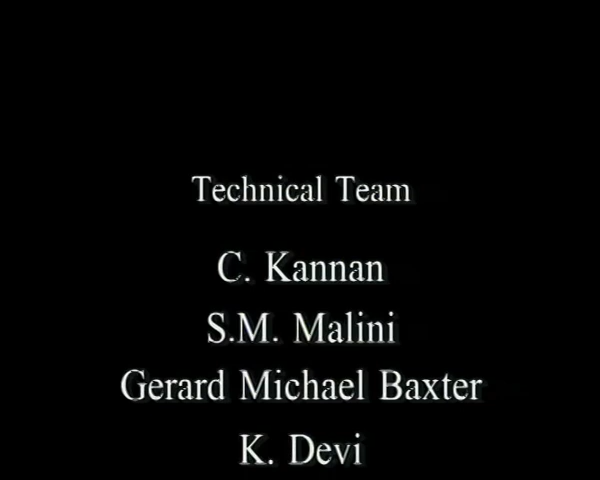 Technical Team
C. Kannan
S.M. Malini
Gerard Michael Baxter
K. Devi